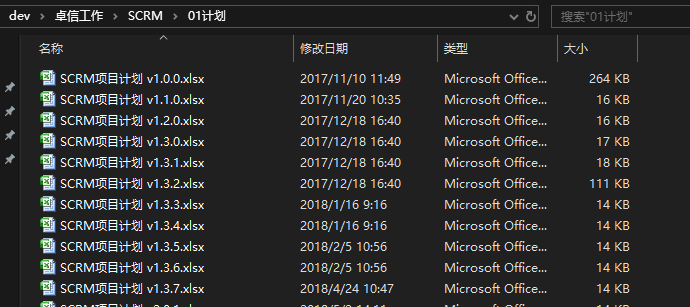 dev › 卓信工作 › SCRM › 01计划 搜索"01计划"
名称 修改日期 类型 大小
SCRM项目计划 v1.0.0.xlsx 2017/11/10 11:49 Microsoft Office... 264 KB
SCRM项目计划 v1.1.0.xlsx 2017/11/20 10:35 Microsoft Office... 16 KB
SCRM项目计划 v1.2.0.xlsx 2017/12/18 16:40 Microsoft Office... 16 KB
SCRM项目计划 v1.3.0.xlsx 2017/12/18 16:40 Microsoft Office... 17 KB
SCRM项目计划 v1.3.1.xlsx 2017/12/18 16:40 Microsoft Office... 18 KB
SCRM项目计划 v1.3.2.xlsx 2017/12/18 16:40 Microsoft Office... 111 KB
SCRM项目计划 v1.3.3.xlsx 2018/1/16 9:16 Microsoft Office... 14 KB
SCRM项目计划 v1.3.4.xlsx 2018/1/16 9:16 Microsoft Office... 14 KB
SCRM项目计划 v1.3.5.xlsx 2018/2/5 10:56 Microsoft Office... 14 KB
SCRM项目计划 v1.3.6.xlsx 2018/2/5 10:56 Microsoft Office... 14 KB
SCRM项目计划 v1.3.7.xlsx 2018/4/24 10:47 Microsoft Office... 14 KB